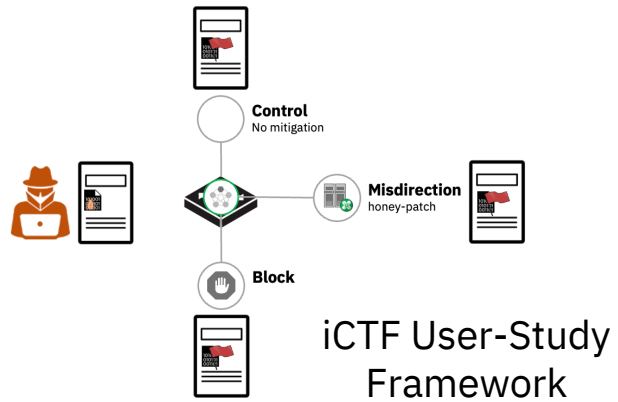 Control
No mitigation
Misdirection
honey-patch
Block
iCTF User-Study
Framework